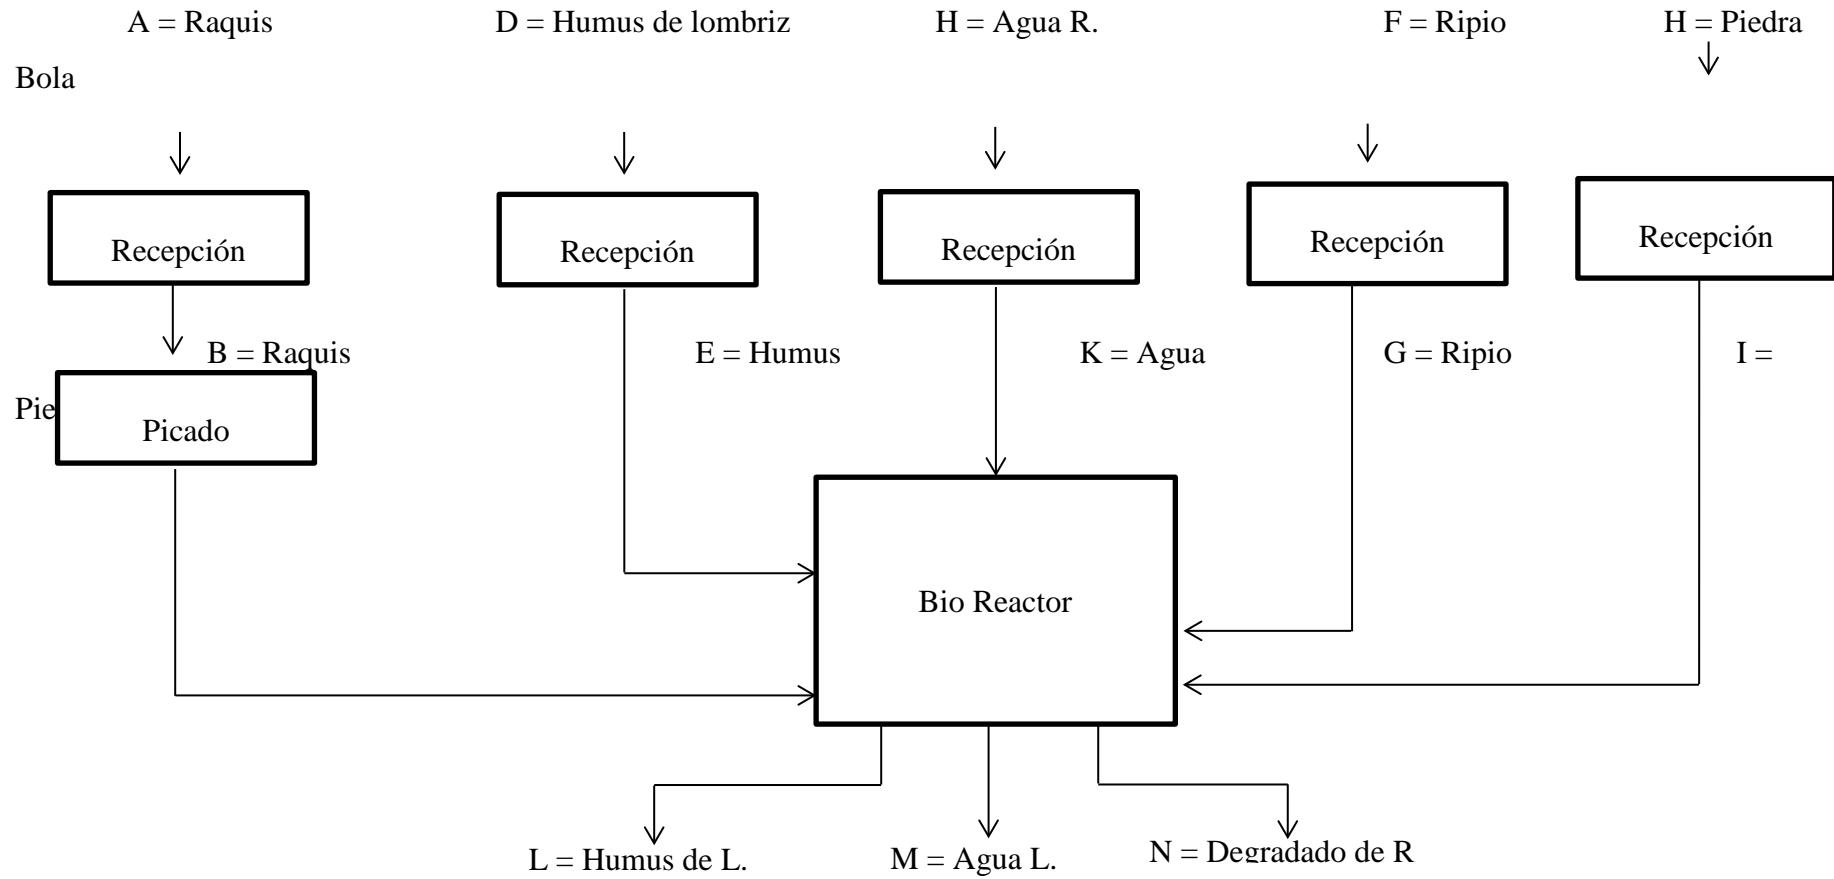 A = Raquis D = Humus de lombriz H = Agua R. F = Ripio H = Piedra
Bola
Recepción Recepción Recepción Recepción Recepción
B = Raquis E = Humus K = Agua G = Ripio I =
Pie
Picado
Bio Reactor
L = Humus de L. M = Agua L. N = Degradado de R